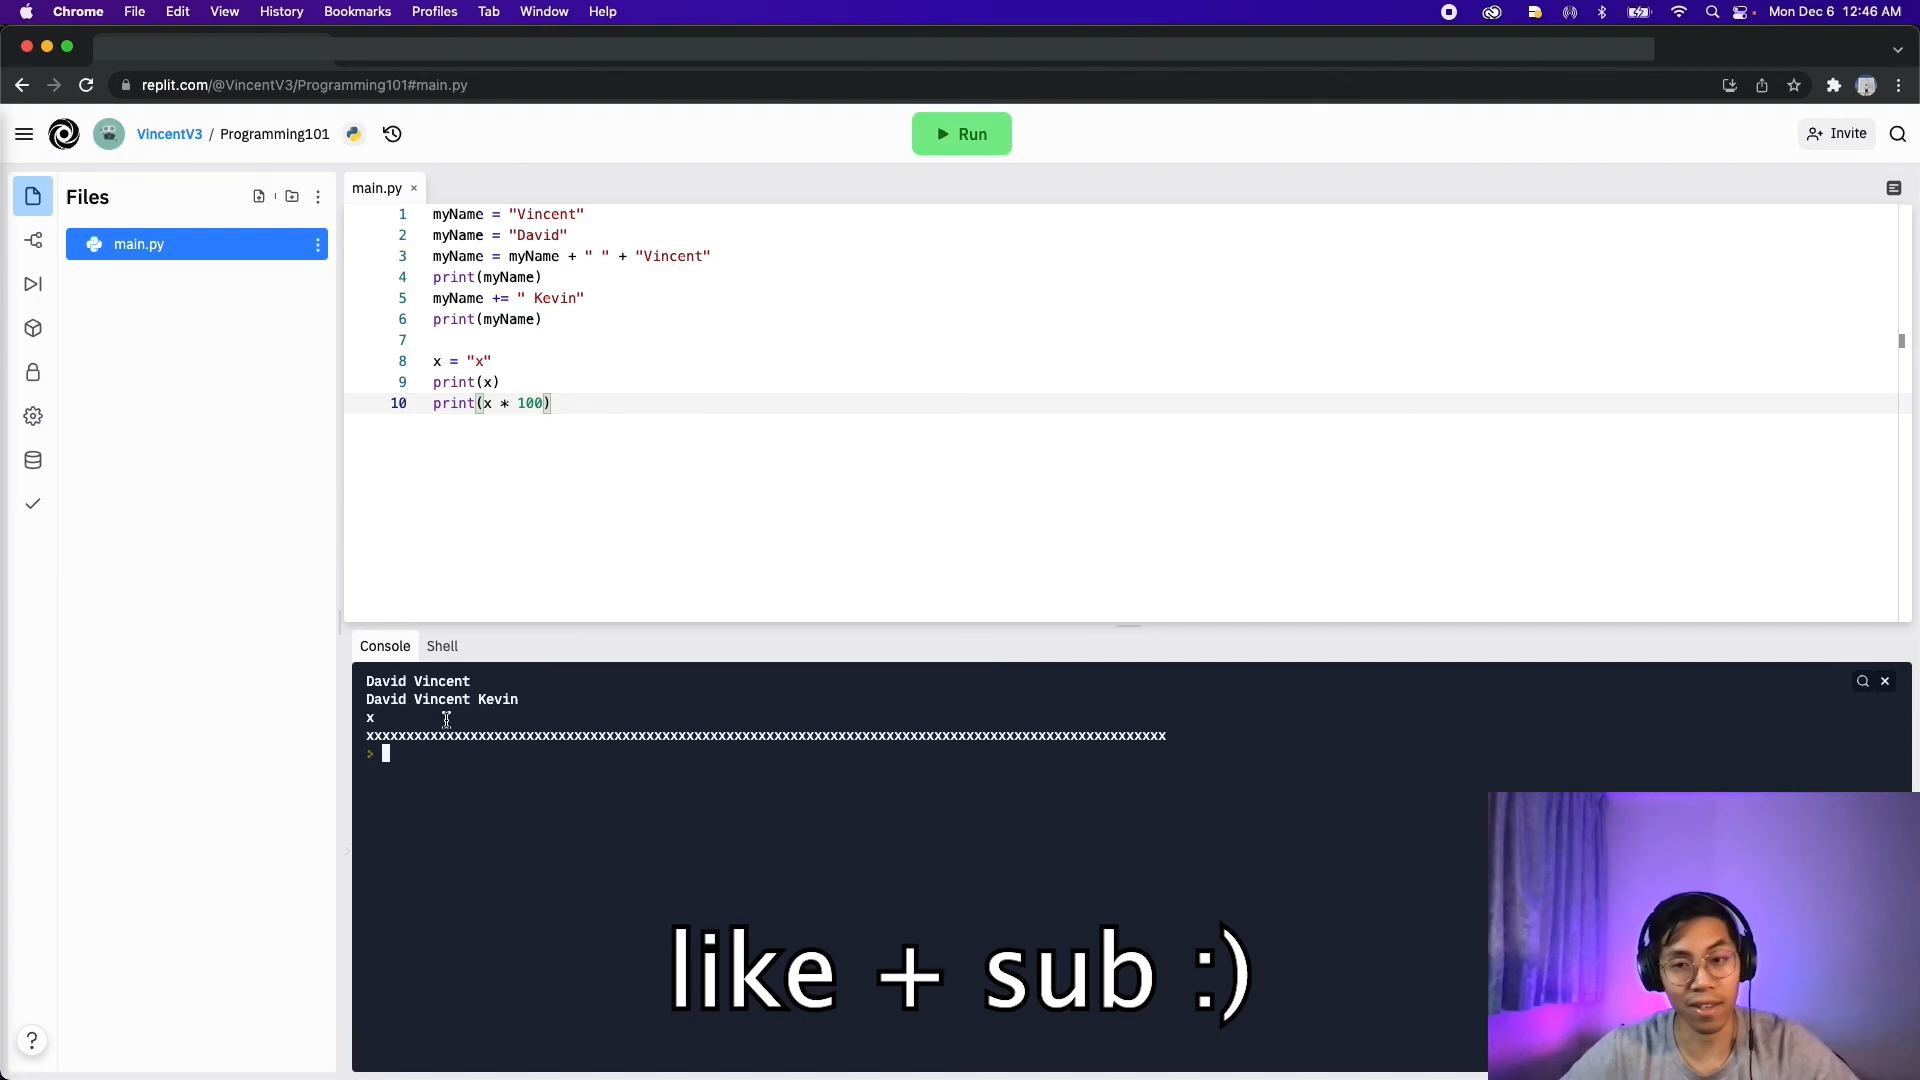 Chrome File Edit View History Bookmarks Profiles Tab Window Help Mon Dec 6 12:46 AM
replit.com/@VincentV3/Programming101#main.py
VincentV3 / Programming101 Run Invite
Files
main.py
main.py ×
1 myName = "Vincent"
2 myName = "David"
3 myName = myName + " " + "Vincent"
4 print(myName)
5 myName += " Kevin"
6 print(myName)
7
8 x = "x"
9 print(x)
10 print(x * 100)
Console Shell
David Vincent
David Vincent Kevin
x
xxxxxxxxxxxxxxxxxxxxxxxxxxxxxxxxxxxxxxxxxxxxxxxxxxxxxxxxxxxxxxxxxxxxxxxxxxxxxxxxxxxxxxxxxxxxxxxxxxxx
>
like + sub :)
?